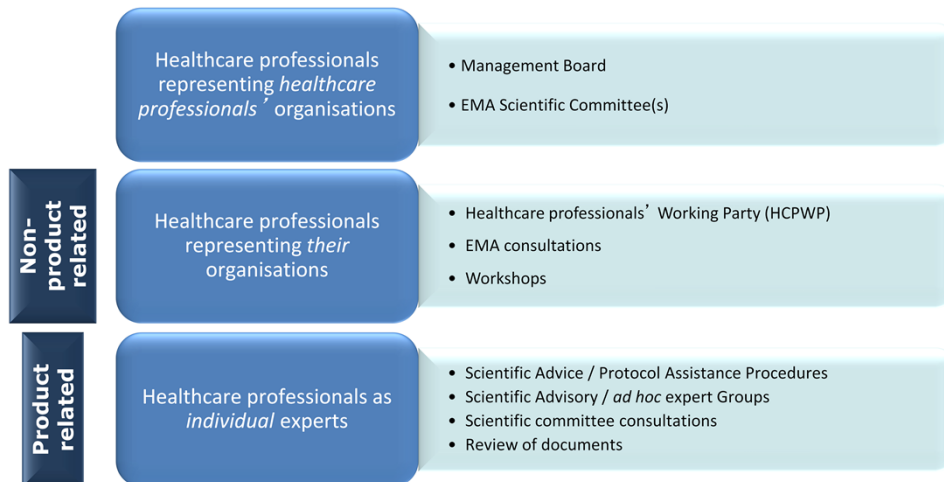 Healthcare professionals
representing healthcare
professionals’ organisations
• Management Board
• EMA Scientific Committee(s)
Non-
product
related
Healthcare professionals
representing their
organisations
• Healthcare professionals’ Working Party (HCPWP)
• EMA consultations
• Workshops
Product
related
Healthcare professionals as
individual experts
• Scientific Advice / Protocol Assistance Procedures
• Scientific Advisory / ad hoc expert Groups
• Scientific committee consultations
• Review of documents